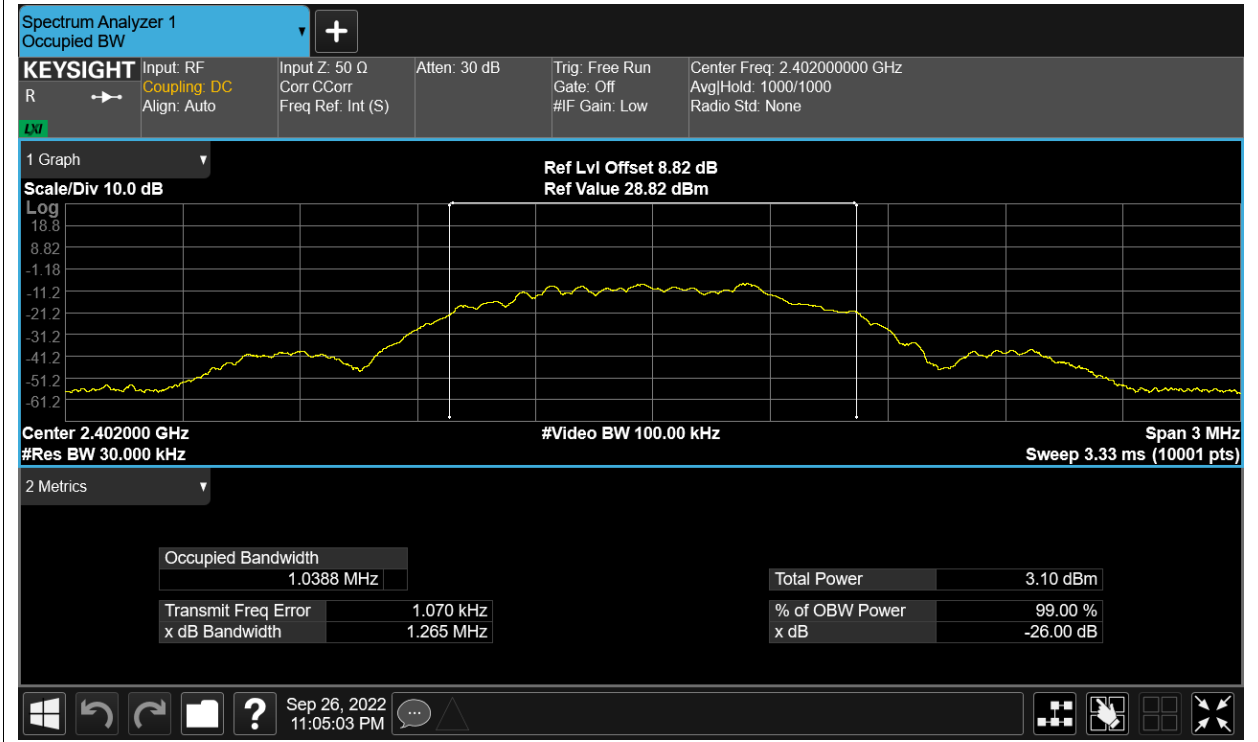 Spectrum Analyzer 1
Occupied BW
KEYSIGHT
R
LXI
Input: RF
Coupling: DC
Align: Auto
Input Z: 50 Ω
Corr CCorr
Freq Ref: Int (S)
Atten: 30 dB
Trig: Free Run
Gate: Off
#IF Gain: Low
Center Freq: 2.402000000 GHz
Avg|Hold: 1000/1000
Radio Std: None
1 Graph
Scale/Div 10.0 dB
Ref Lvl Offset 8.82 dB
Ref Value 28.82 dBm
Log
18.8
8.82
-1.18
-11.2
-21.2
-31.2
-41.2
-51.2
-61.2
Center 2.402000 GHz
#Res BW 30.000 kHz
#Video BW 100.00 kHz
Span 3 MHz
Sweep 3.33 ms (10001 pts)
2 Metrics
Occupied Bandwidth
1.0388 MHz
Transmit Freq Error 1.070 kHz
x dB Bandwidth 1.265 MHz
Total Power 3.10 dBm
% of OBW Power 99.00 %
x dB -26.00 dB
?
Sep 26, 2022
11:05:03 PM